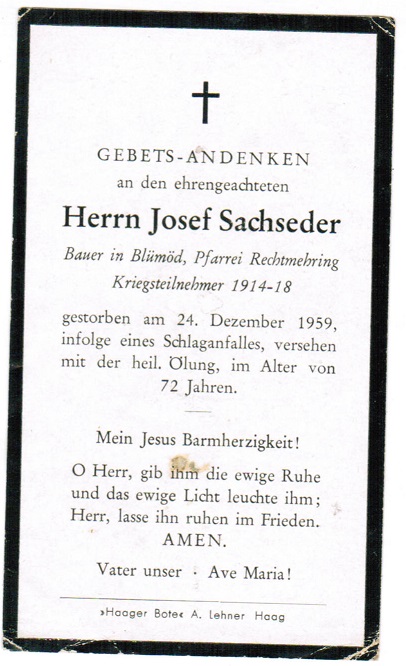 GEBETS-ANDENKEN
an den ehrengeachteten
Herrn Josef Sachseder
Bauer in Blümöd, Pfarrei Rechtmehring
Kriegsteilnehmer 1914-18
gestorben am 24. Dezember 1959,
infolge eines Schlaganfalles, versehen
mit der heil. Ölung, im Alter von
72 Jahren.
Mein Jesus Barmherzigkeit!
O Herr, gib ihm die ewige Ruhe
und das ewige Licht leuchte ihm;
Herr, lasse ihn ruhen im Frieden.
AMEN.
Vater unser · Ave Maria!
»Haager Bote« A. Lehner Haag